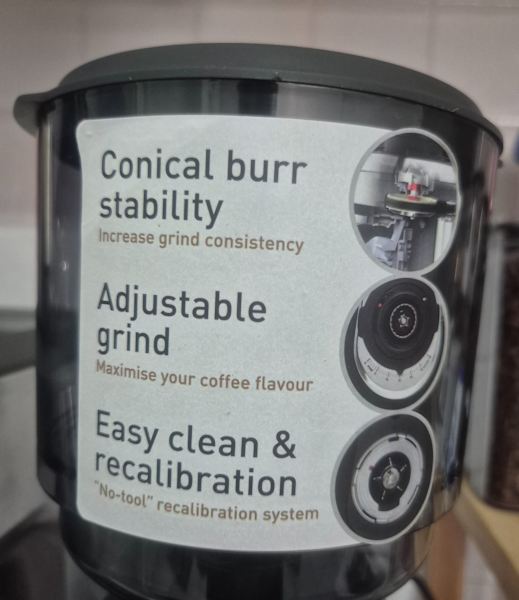 Conical burr
stability
Increase grind consistency
Adjustable
grind
Maximise your coffee flavour
Easy clean &
recalibration
"No-tool" recalibration system